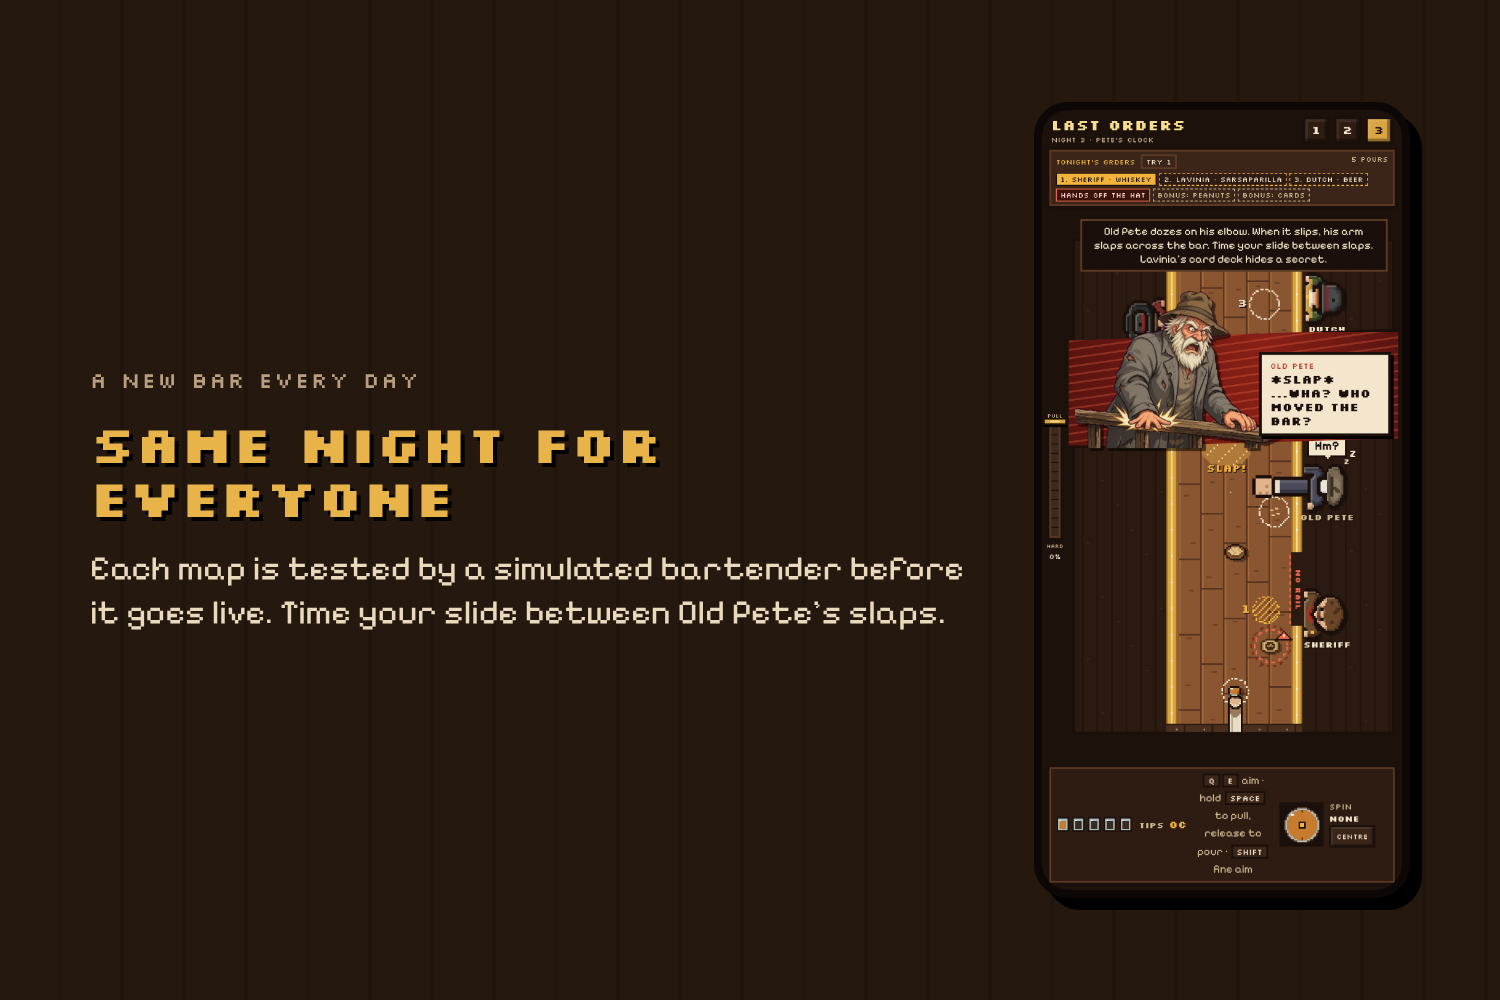 A NEW BAR EVERY DAY
SAME NIGHT FOR
EVERYONE
Each map is tested by a simulated bartender before
it goes live. Time your slide between Old Pete's slaps.
LAST ORDERS
NIGHT 3 · PETE'S CLOCK
1 2 3
TONIGHT'S ORDERS TRY 1
5 POURS
1. SHERIFF · WHISKEY 2. LAVINIA · SARSAPARILLA 3. DUTCH · BEER
HANDS OFF THE HAT BONUS: PEANUTS BONUS: CARDS
Old Pete dozes on his elbow. When it slips, his arm
slaps across the bar. Time your slide between slaps.
Lavinia's card deck hides a secret.
3
DUTCH
OLD PETE
*SLAP*
...WHA? WHO
MOVED THE
BAR?
PULL
Hm?
z
z
SLAP!
OLD PETE
HARD
0%
NO RAIL
1
SHERIFF
Q E aim ·
hold SPACE
to pull,
release to
pour · SHIFT
fine aim
TIPS 0¢
SPIN
NONE
CENTRE